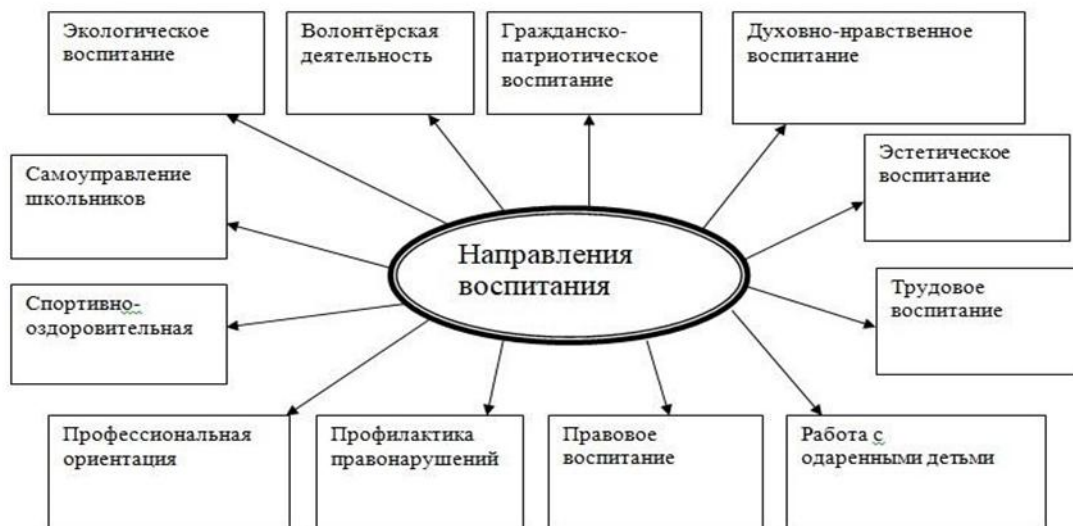 Экологическое
воспитание
Волонтёрская
деятельность
Гражданско-
патриотическое
воспитание
Духовно-нравственное
воспитание
Самоуправление
школьников
Эстетическое
воспитание
Направления
воспитания
Спортивно-
оздоровительная
Трудовое
воспитание
Профессиональная
ориентация
Профилактика
правонарушений
Правовое
воспитание
Работа с
одаренными детьми